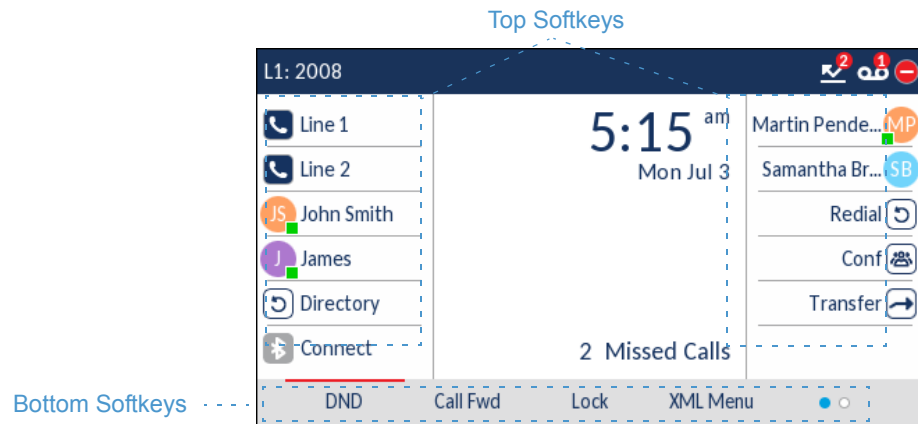 Top Softkeys
L1: 2008
2
1
Line 1
5:15 am
Martin Pende...
MP
Line 2
Mon Jul 3
Samantha Br...
SB
JS
John Smith
Redial
J
James
Conf
Directory
Transfer
Connect
2 Missed Calls
Bottom Softkeys
DND
Call Fwd
Lock
XML Menu